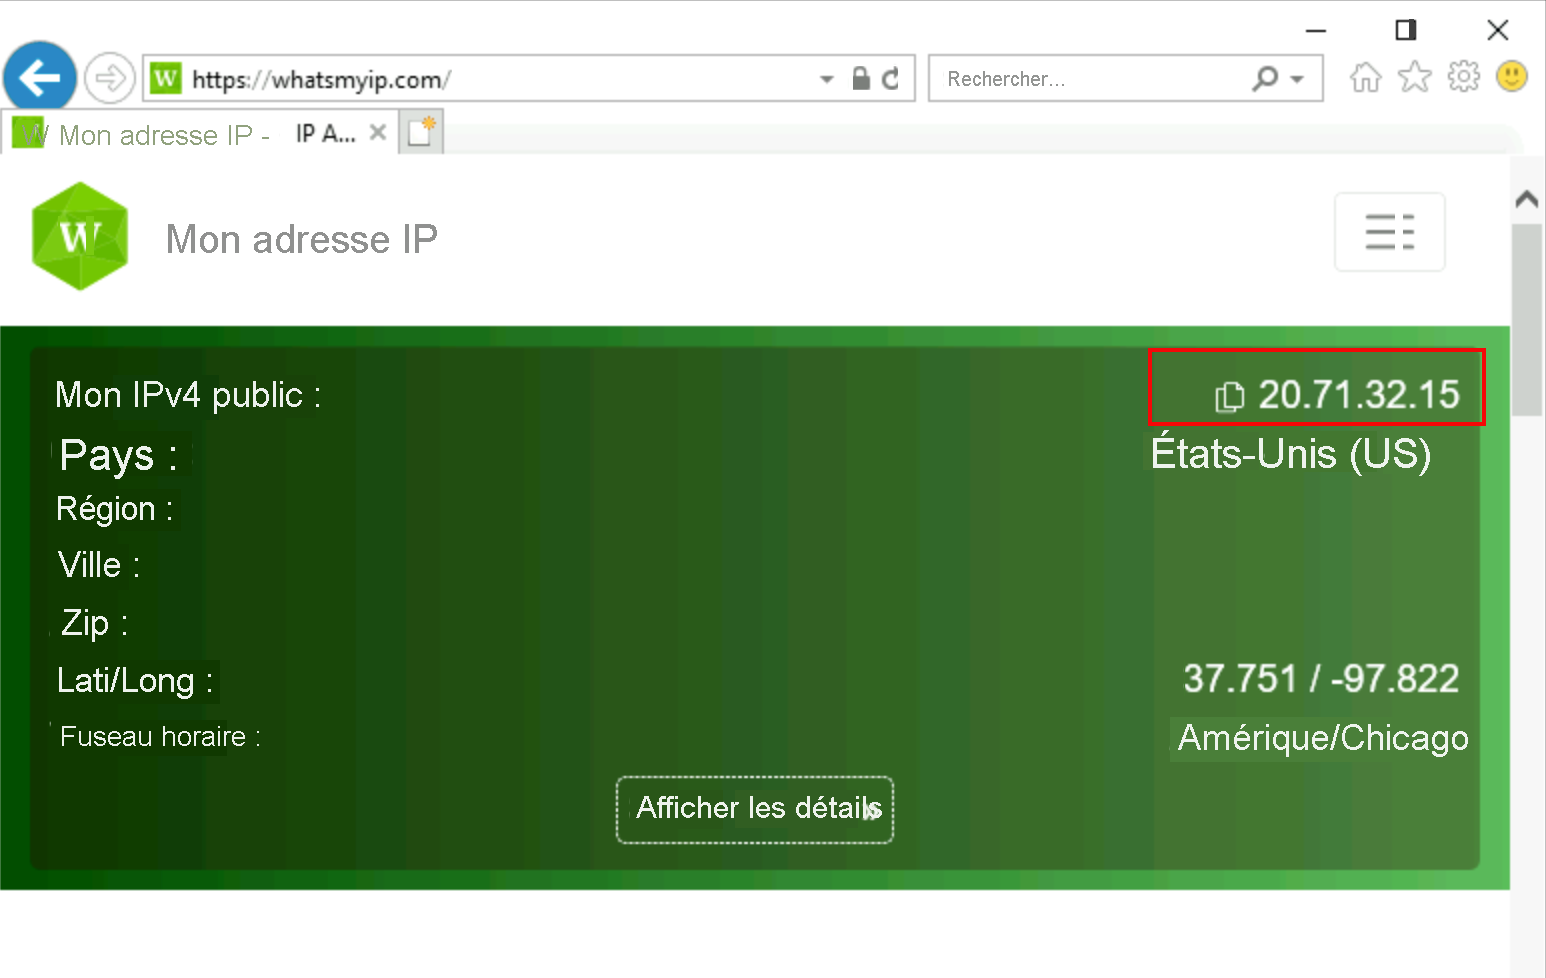 W https://whatsmyip.com/ Rechercher...
W Mon adresse IP - IP A...
W Mon adresse IP
Mon IPv4 public : 20.71.32.15
Pays : États-Unis (US)
Région :
Ville :
Zip :
Lati/Long : 37.751 / -97.822
Fuseau horaire : Amérique/Chicago
Afficher les détails